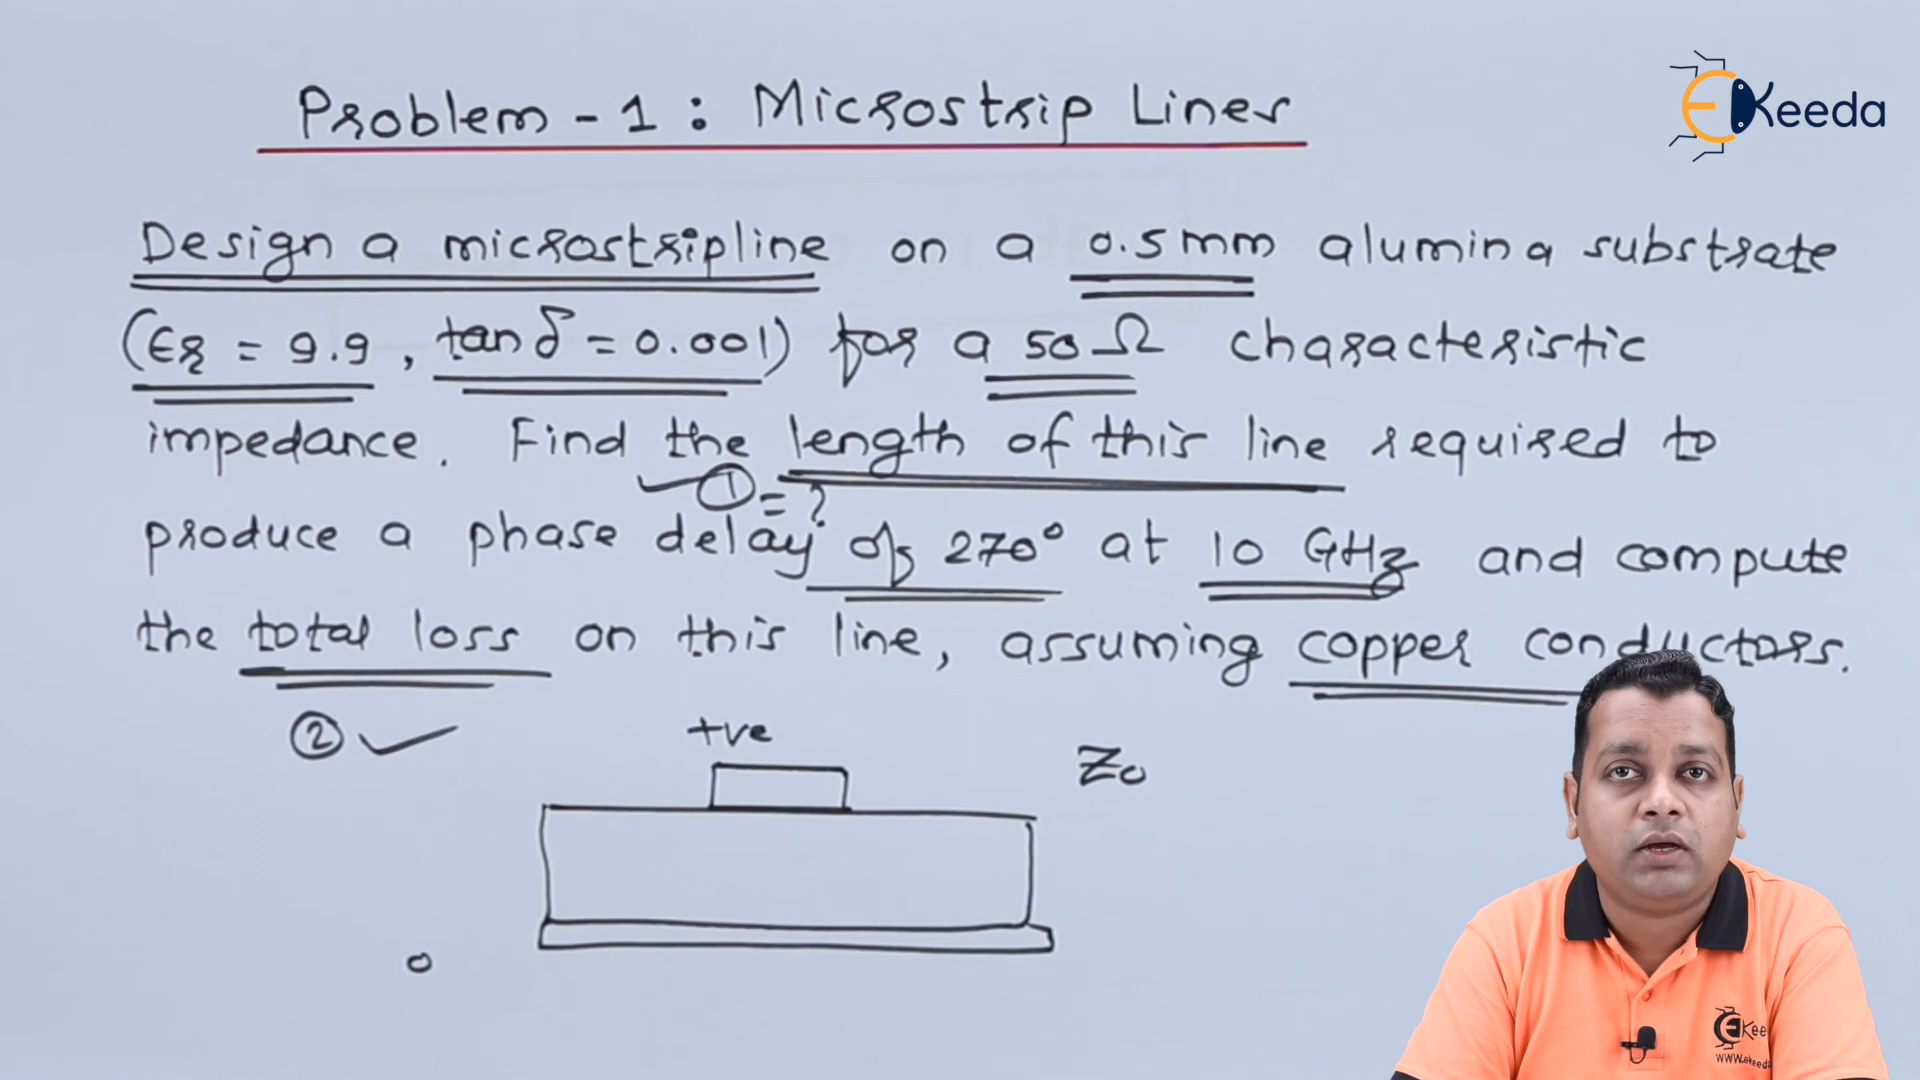 Problem - 1 : Microstrip Lines
EKeeda
Design a microstripline on a 0.5mm alumina substrate
(εr = 9.9, tan δ = 0.001) for a 50 Ω characteristic
impedance. Find the length of this line required to
① = ?
produce a phase delay of 270° at 10 GHz and compute
the total loss on this line, assuming copper conductors.
②
+ve
Z₀
0